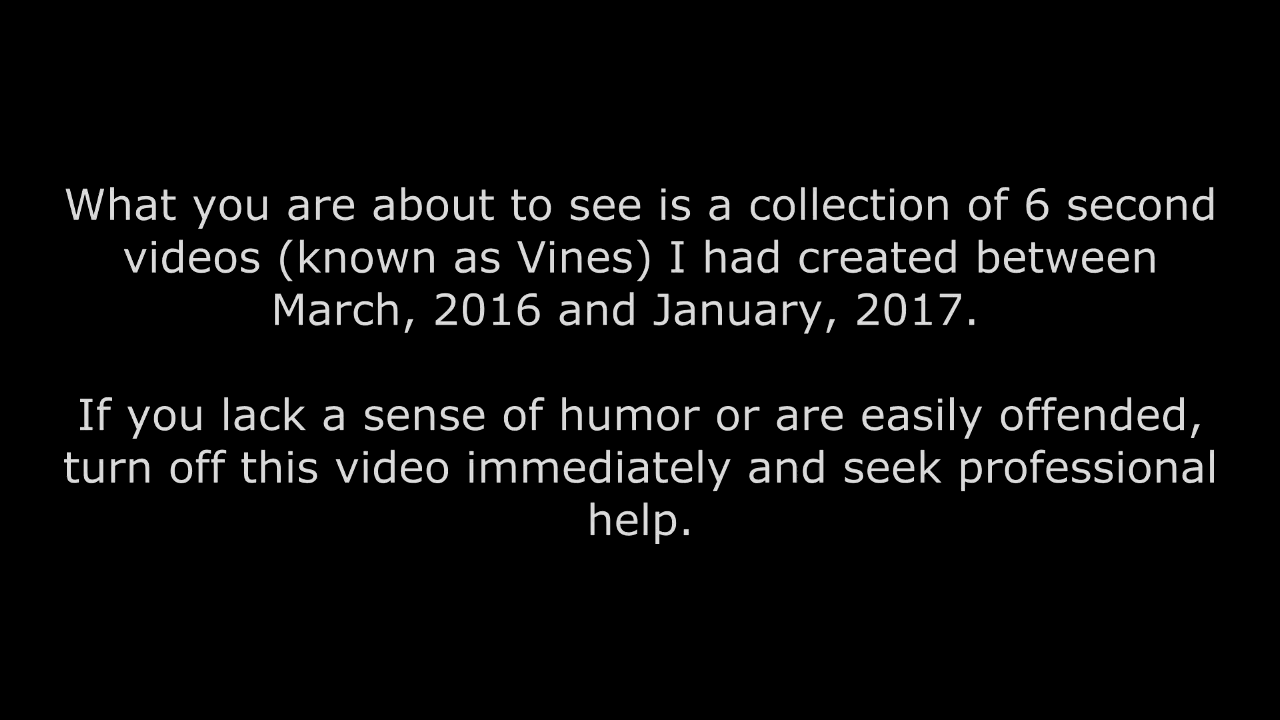 What you are about to see is a collection of 6 second
videos (known as Vines) I had created between
March, 2016 and January, 2017.
If you lack a sense of humor or are easily offended,
turn off this video immediately and seek professional
help.